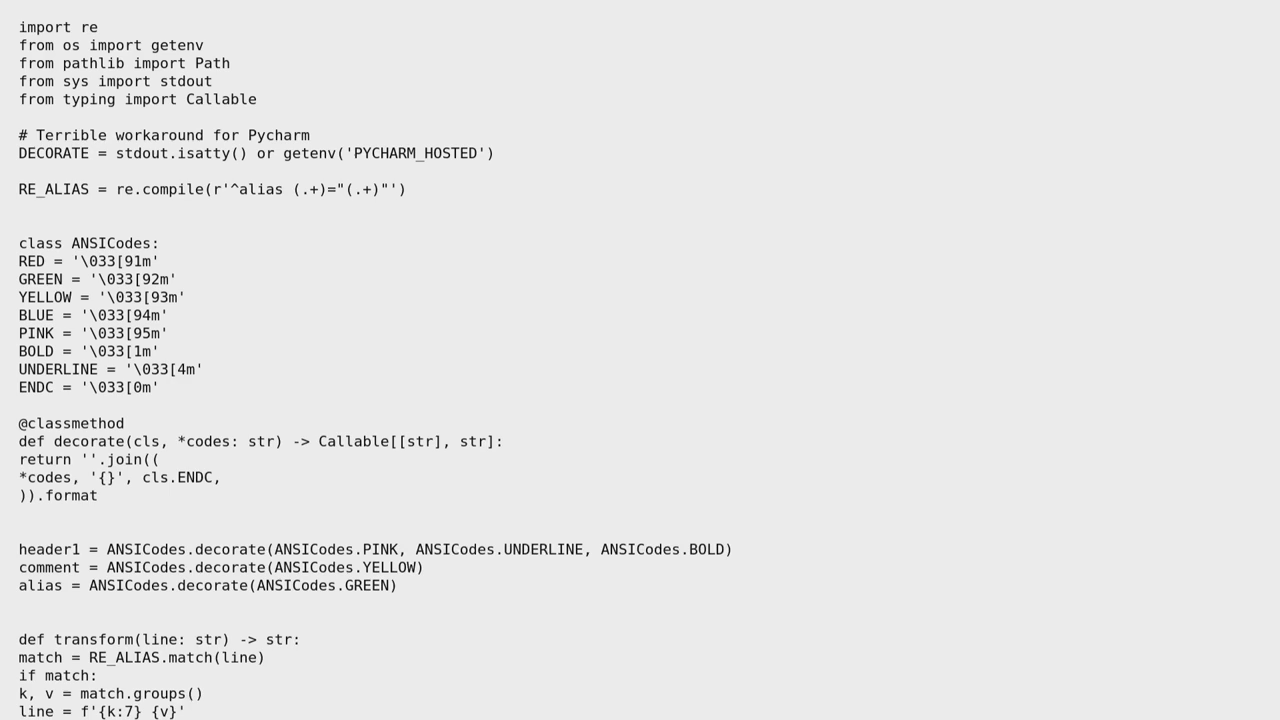 import re
from os import getenv
from pathlib import Path
from sys import stdout
from typing import Callable

# Terrible workaround for Pycharm
DECORATE = stdout.isatty() or getenv('PYCHARM_HOSTED')

RE_ALIAS = re.compile(r'^alias (.+)="(.+)"')


class ANSICodes:
RED = '\033[91m'
GREEN = '\033[92m'
YELLOW = '\033[93m'
BLUE = '\033[94m'
PINK = '\033[95m'
BOLD = '\033[1m'
UNDERLINE = '\033[4m'
ENDC = '\033[0m'

@classmethod
def decorate(cls, *codes: str) -> Callable[[str], str]:
return ''.join((
*codes, '{}', cls.ENDC,
)).format


header1 = ANSICodes.decorate(ANSICodes.PINK, ANSICodes.UNDERLINE, ANSICodes.BOLD)
comment = ANSICodes.decorate(ANSICodes.YELLOW)
alias = ANSICodes.decorate(ANSICodes.GREEN)


def transform(line: str) -> str:
match = RE_ALIAS.match(line)
if match:
k, v = match.groups()
line = f'{k:7} {v}'